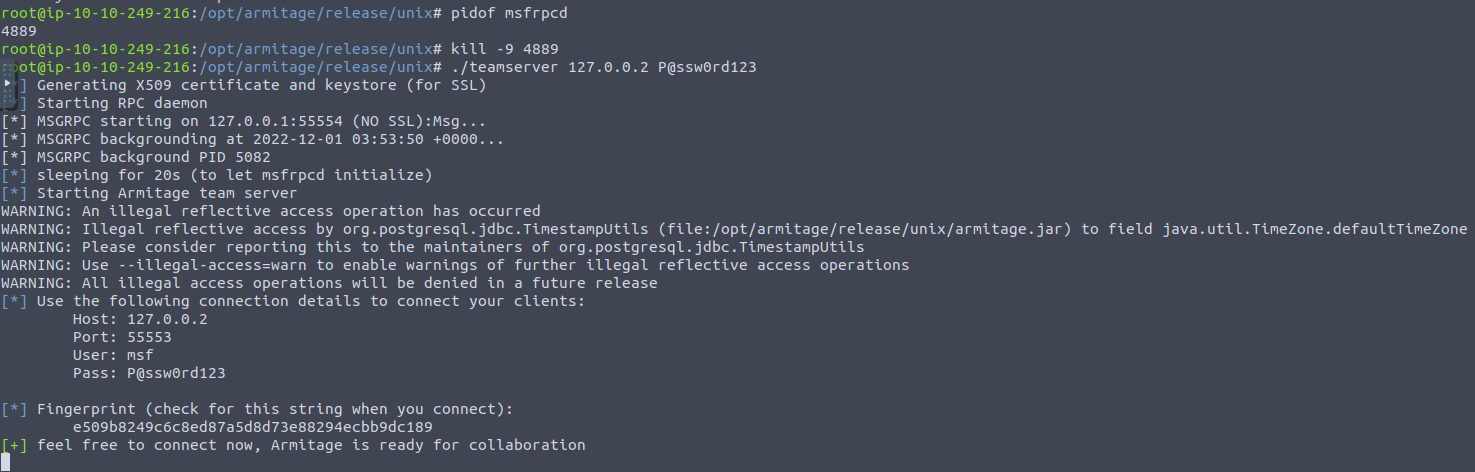 root@ip-10-10-249-216:/opt/armitage/release/unix# pidof msfrpcd
4889
root@ip-10-10-249-216:/opt/armitage/release/unix# kill -9 4889
root@ip-10-10-249-216:/opt/armitage/release/unix# ./teamserver 127.0.0.2 P@ssw0rd123
] Generating X509 certificate and keystore (for SSL)
] Starting RPC daemon
[*] MSGRPC starting on 127.0.0.1:55554 (NO SSL):Msg...
[*] MSGRPC backgrounding at 2022-12-01 03:53:50 +0000...
[*] MSGRPC background PID 5082
[*] sleeping for 20s (to let msfrpcd initialize)
[*] Starting Armitage team server
WARNING: An illegal reflective access operation has occurred
WARNING: Illegal reflective access by org.postgresql.jdbc.TimestampUtils (file:/opt/armitage/release/unix/armitage.jar) to field java.util.TimeZone.defaultTimeZone
WARNING: Please consider reporting this to the maintainers of org.postgresql.jdbc.TimestampUtils
WARNING: Use --illegal-access=warn to enable warnings of further illegal reflective access operations
WARNING: All illegal access operations will be denied in a future release
[*] Use the following connection details to connect your clients:
Host: 127.0.0.2
Port: 55553
User: msf
Pass: P@ssw0rd123
[*] Fingerprint (check for this string when you connect):
e509b8249c6c8ed87a5d8d73e88294ecbb9dc189
[+] feel free to connect now, Armitage is ready for collaboration